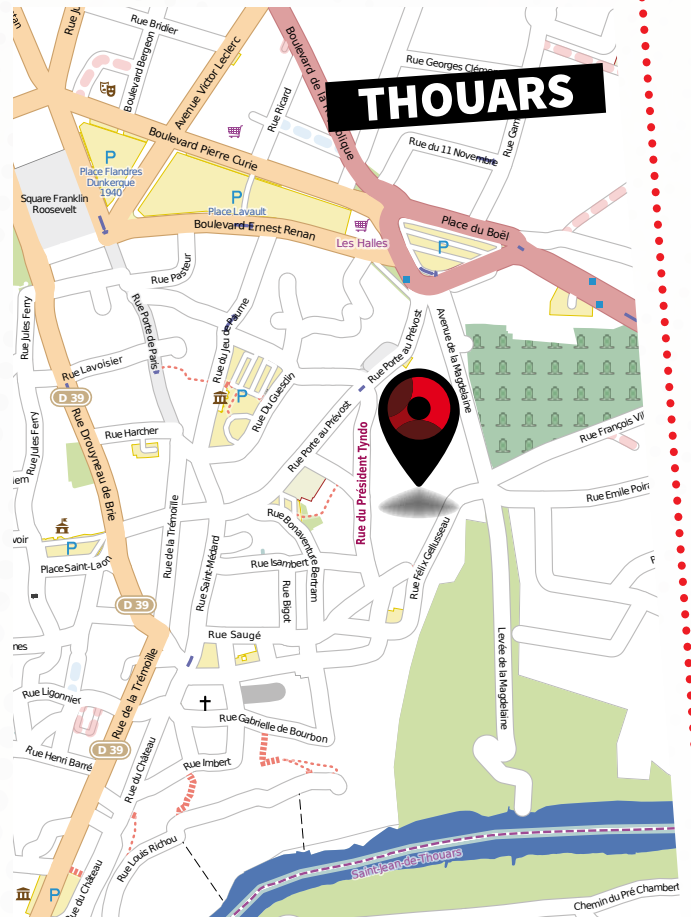 Rue Bridier
Boulevard Bergeon
Avenue Victor Leclerc
Rue Ricard
Rue Georges Cléme
THOUARS
Rue du 11 Novembre
Rue Gam
Boulevard Pierre Curie
P
Place Flandres
Dunkerque
1940
Square Franklin
Roosevelt
P
Place Lavault
Boulevard Ernest Renan
Les Halles
Place du Boël
P
Rue Pasteur
Rue Jules Ferry
Rue Porte de Paris
Rue du Jeu de Paume
Rue Porte au Prévost
Avenue de la Magdelaine
Rue Lavoisier
D 39
P
Rue Du Guesclin
Rue Jules Ferry
Rue Drouyneau de Brie
Rue Harcher
Rue Porte au Prévost
Rue du Président Tyndo
Rue François Vil
Rue Emile Poira
Rue de la Trémoïlle
Rue Saint-Médard
Rue Bonaventure Bertram
Rue Félix Gellusseau
voir
P
Place Saint-Laon
Rue Isambert
Rue Bigot
D 39
Rue Saugé
Levée de la Magdelaine
nes
Rue de la Trémoille
Rue Ligonnier
Rue Gabrielle de Bourbon
D 39
Rue Henri Barré
Rue du Château
Rue Imbert
Rue Louis Richou
Saint-Jean-de-Thouars
P
ue du Château
Chemin du Pré Chambert